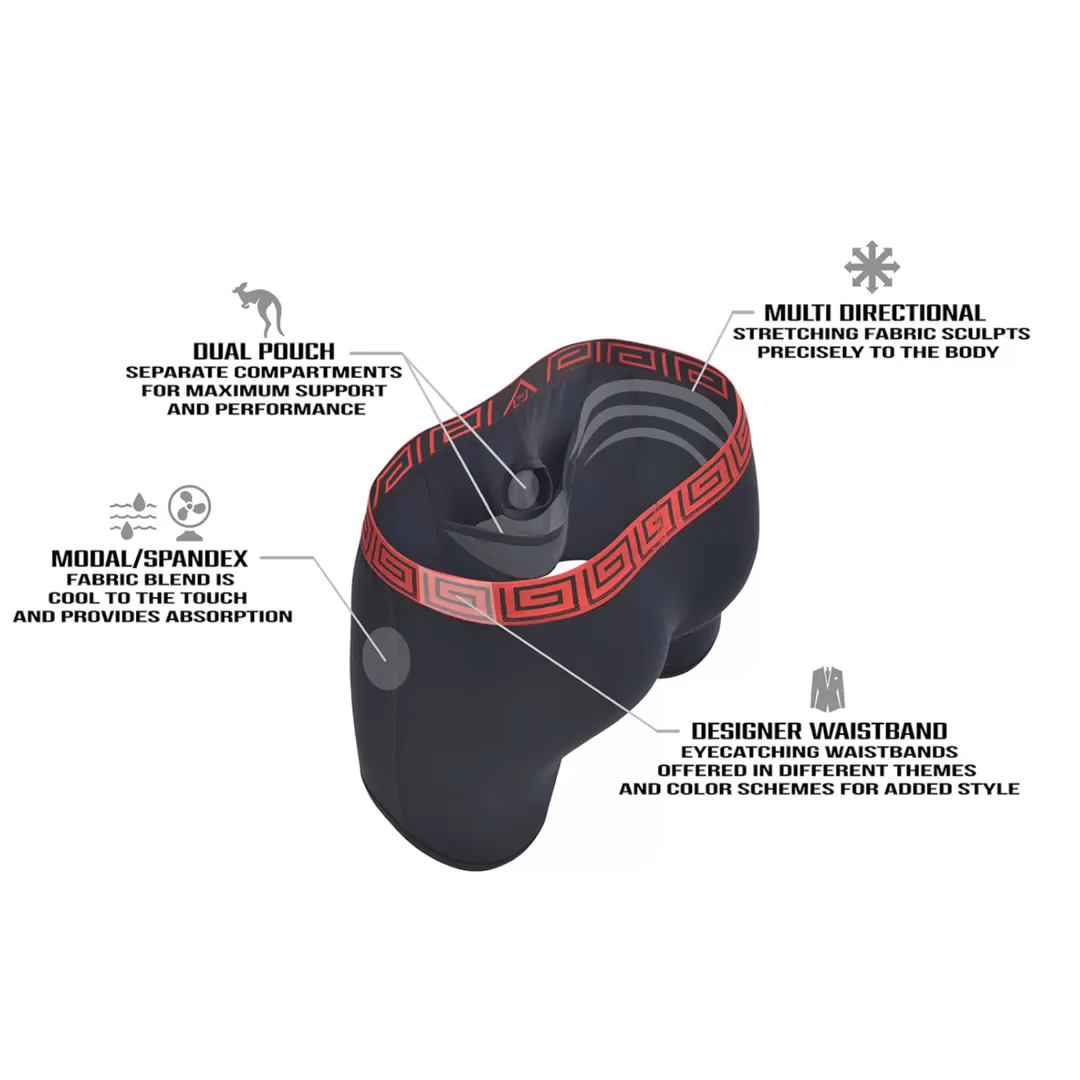 DUAL POUCH
SEPARATE COMPARTMENTS
FOR MAXIMUM SUPPORT
AND PERFORMANCE
MULTI DIRECTIONAL
STRETCHING FABRIC SCULPTS
PRECISELY TO THE BODY
MODAL/SPANDEX
FABRIC BLEND IS
COOL TO THE TOUCH
AND PROVIDES ABSORPTION
DESIGNER WAISTBAND
EYECATCHING WAISTBANDS
OFFERED IN DIFFERENT THEMES
AND COLOR SCHEMES FOR ADDED STYLE